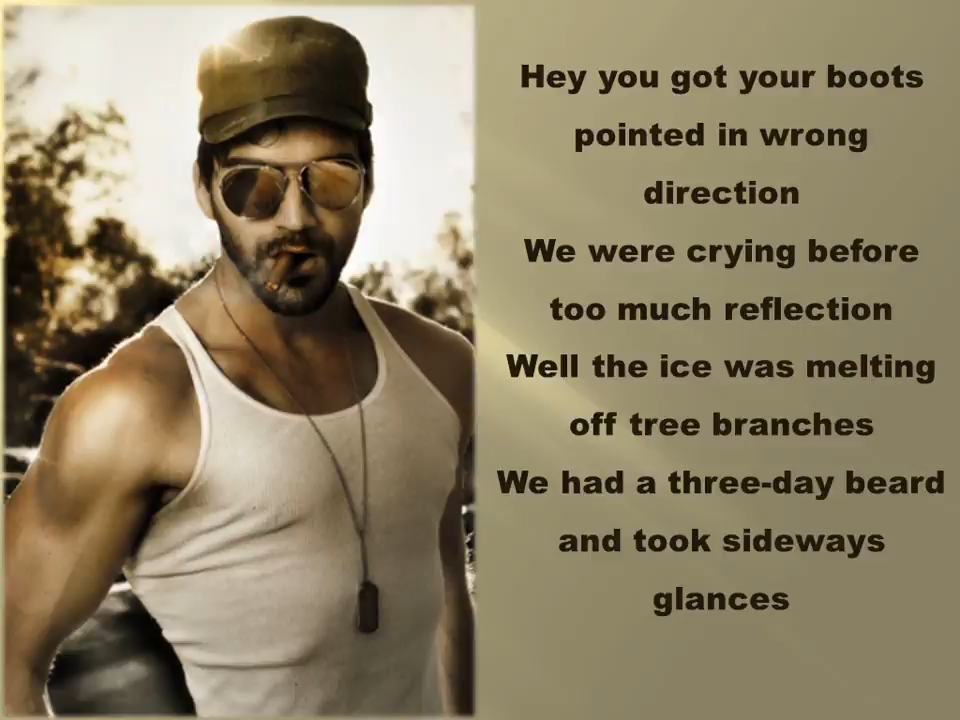 Hey you got your boots
pointed in wrong
direction
We were crying before
too much reflection
Well the ice was melting
off tree branches
We had a three-day beard
and took sideways
glances